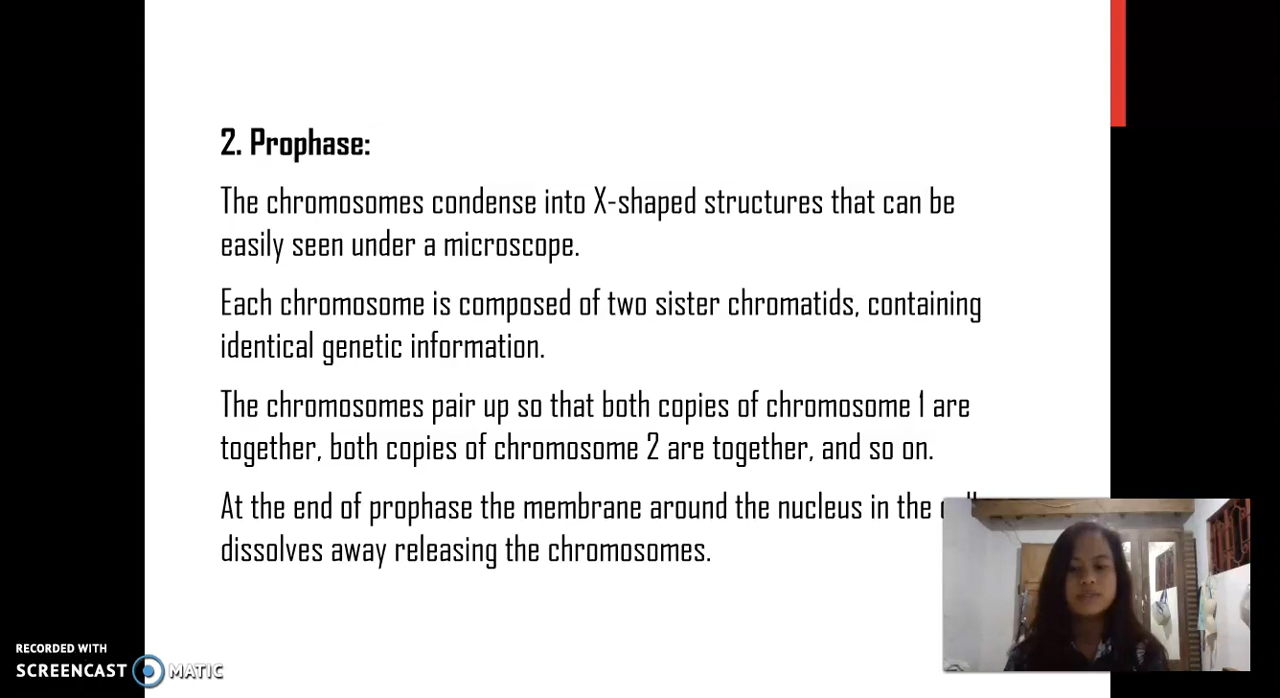 2. Prophase:
The chromosomes condense into X-shaped structures that can be
easily seen under a microscope.
Each chromosome is composed of two sister chromatids, containing
identical genetic information.
The chromosomes pair up so that both copies of chromosome 1 are
together, both copies of chromosome 2 are together, and so on.
At the end of prophase the membrane around the nucleus in the
dissolves away releasing the chromosomes.
RECORDED WITH
SCREENCAST MATIC